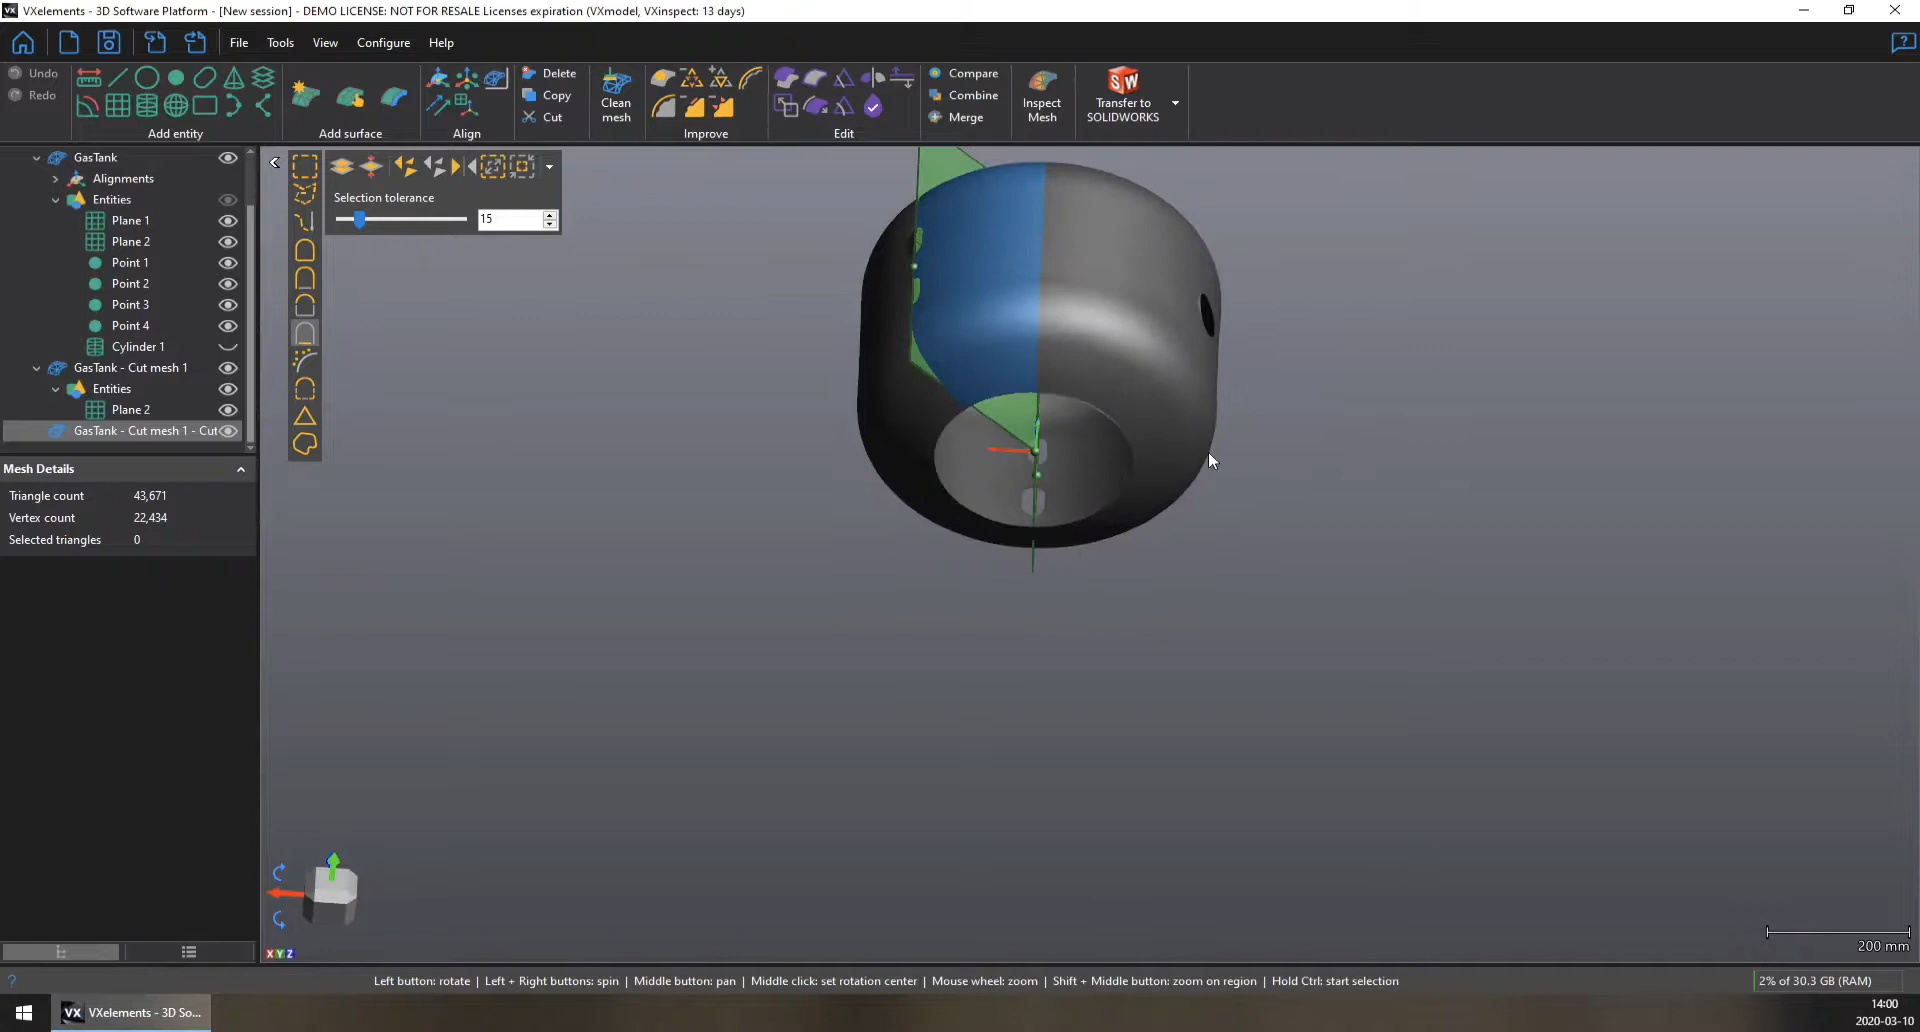 VXelements - 3D Software Platform - [New session] - DEMO LICENSE: NOT FOR RESALE Licenses expiration (VXmodel, VXinspect: 13 days)
File Tools View Configure Help
Undo
Redo
Add entity
Add surface
Align
Delete
Copy
Cut
Clean mesh
Improve
Edit
Compare
Combine
Merge
Inspect Mesh
Transfer to SOLIDWORKS
GasTank
Alignments
Entities
Plane 1
Plane 2
Point 1
Point 2
Point 3
Point 4
Cylinder 1
GasTank - Cut mesh 1
Entities
Plane 2
GasTank - Cut mesh 1 - Cut
Selection tolerance
15
Mesh Details
Triangle count 43,671
Vertex count 22,434
Selected triangles 0
XYZ
200 mm
Left button: rotate | Left + Right buttons: spin | Middle button: pan | Middle click: set rotation center | Mouse wheel: zoom | Shift + Middle button: zoom on region | Hold Ctrl: start selection
2% of 30.3 GB (RAM)
VX VXelements - 3D So...
14:00
2020-03-10